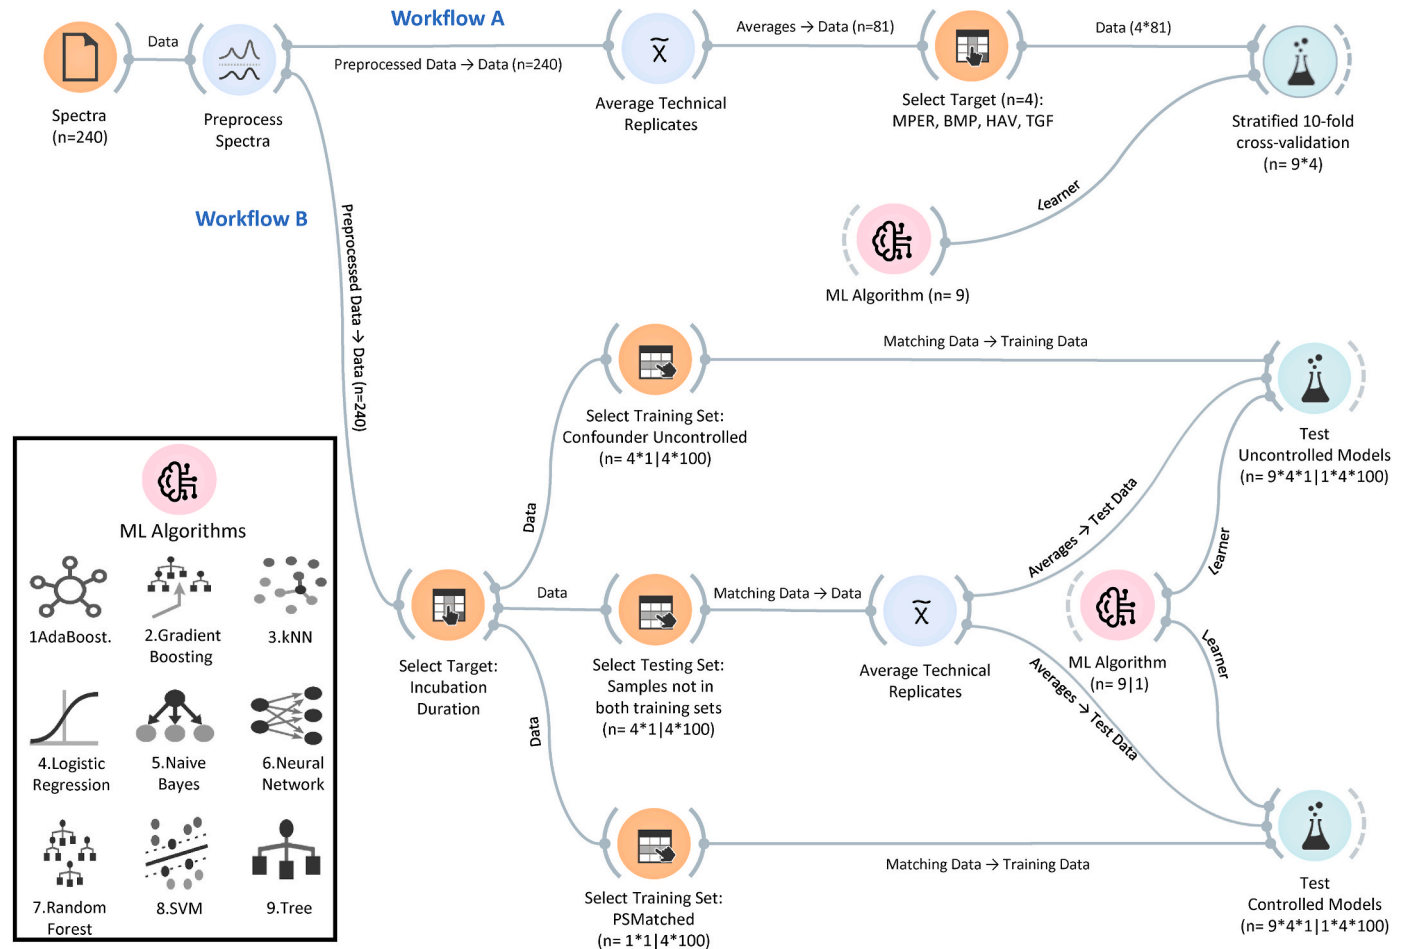 Workflow A
Data
Spectra
(n=240)
Preprocess
Spectra
Preprocessed Data → Data (n=240)
Average Technical
Replicates
Averages → Data (n=81)
Select Target (n=4):
MPER, BMP, HAV, TGF
Data (4*81)
Stratified 10-fold
cross-validation
(n= 9*4)
Learner
ML Algorithm (n= 9)
Workflow B
Preprocessed Data → Data (n=240)
Select Target:
Incubation
Duration
Data
Select Training Set:
Confounder Uncontrolled
(n= 4*1|4*100)
Matching Data → Training Data
Test
Uncontrolled Models
(n= 9*4*1|1*4*100)
Data
Select Testing Set:
Samples not in
both training sets
(n= 4*1|4*100)
Matching Data → Data
Average Technical
Replicates
Averages → Test Data
Averages → Test Data
Learner
ML Algorithm
(n= 9|1)
Learner
Data
Select Training Set:
PSMatched
(n= 1*1|4*100)
Matching Data → Training Data
Test
Controlled Models
(n= 9*4*1|1*4*100)
ML Algorithms
1AdaBoost.
2.Gradient
Boosting
3.kNN
4.Logistic
Regression
5.Naive
Bayes
6.Neural
Network
7.Random
Forest
8.SVM
9.Tree